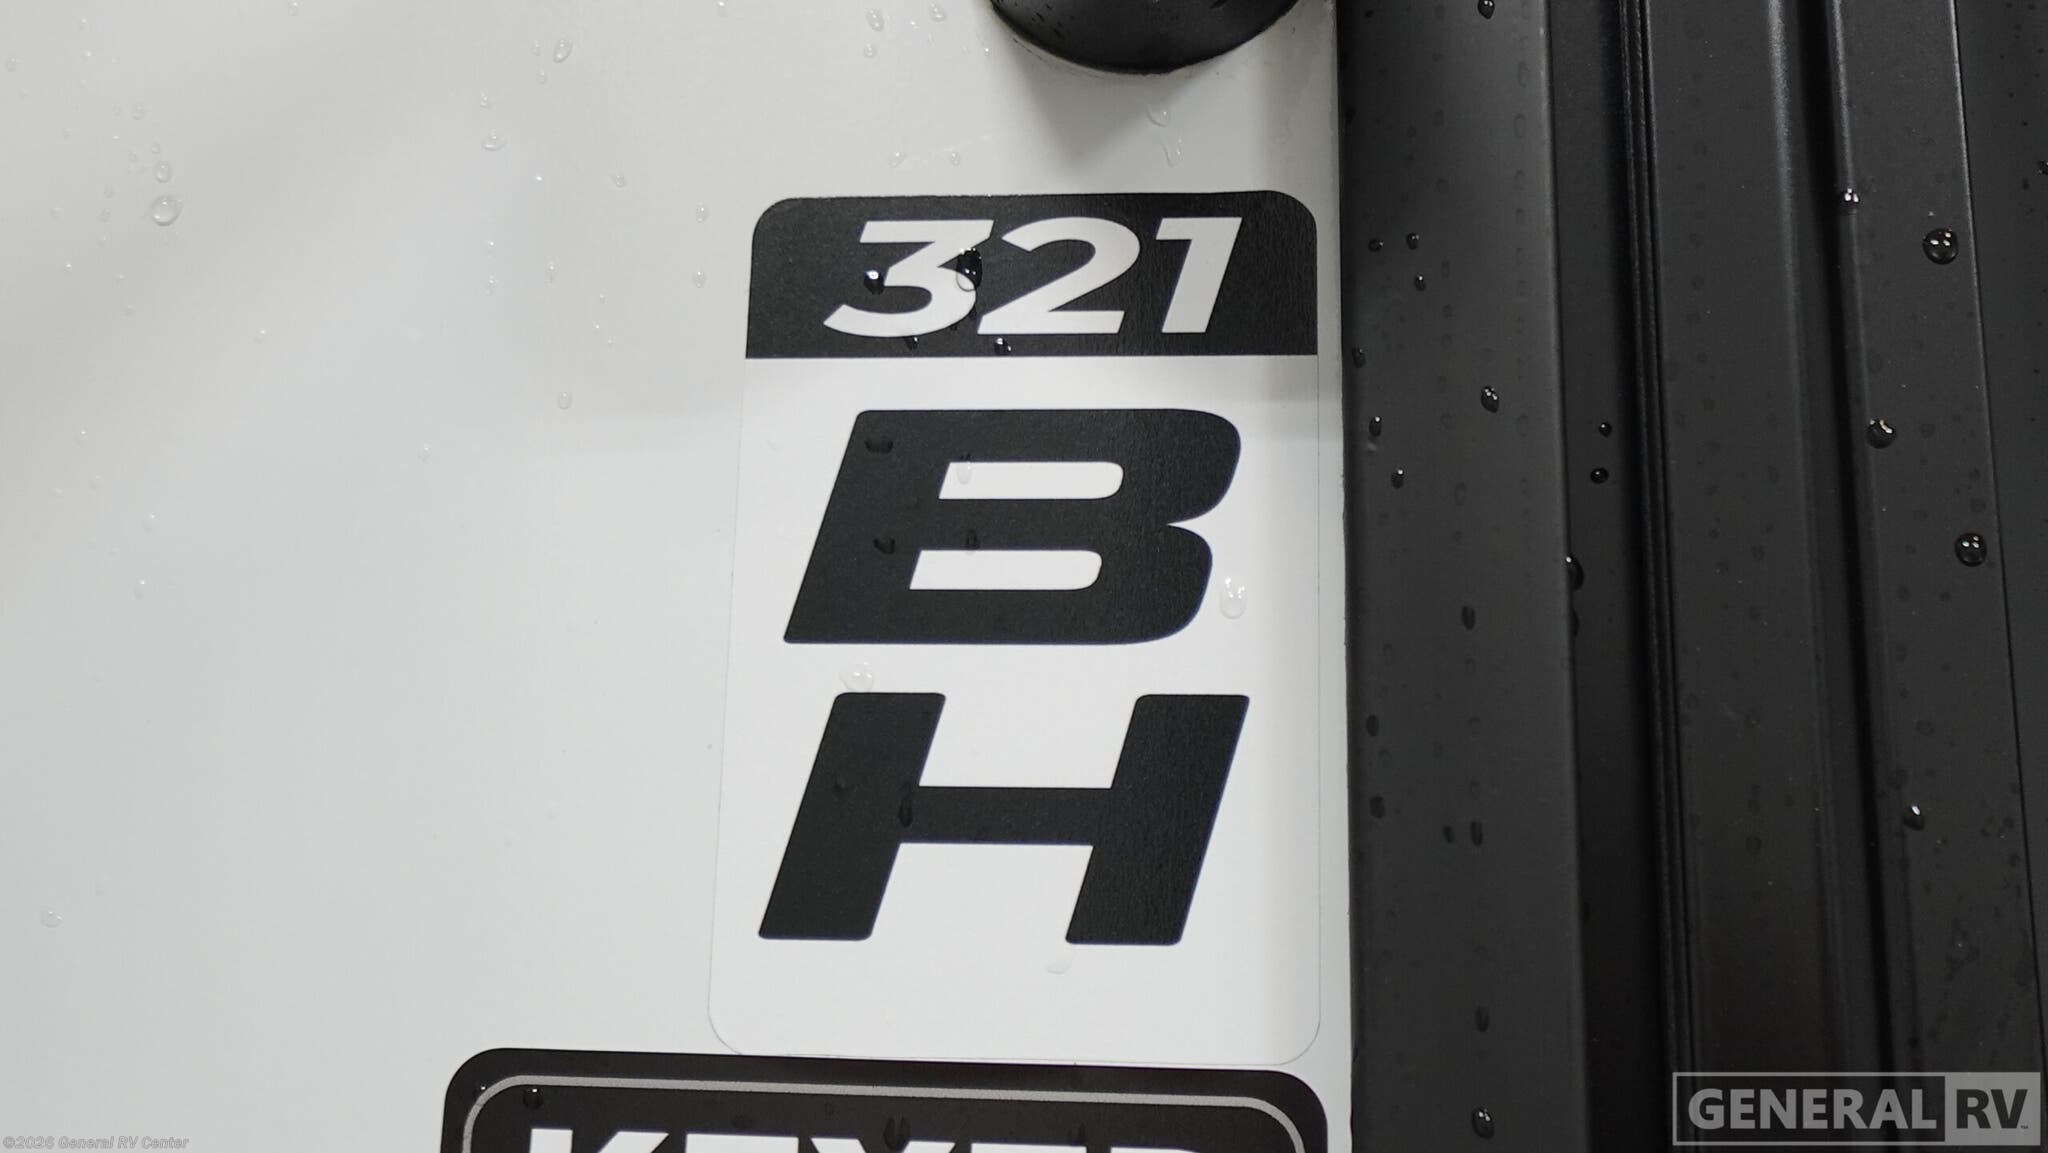 321
B
H
©2026 General RV Center
GENERAL RV